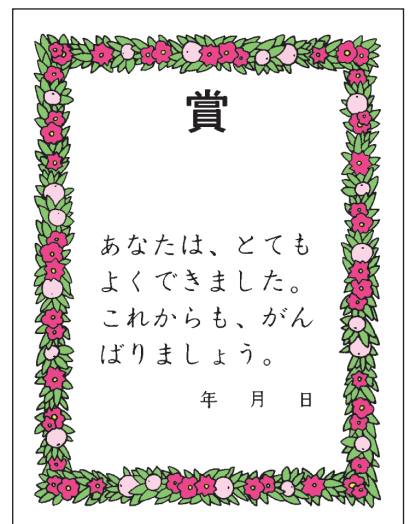 賞
あなたは、とても
よくできました。
これからも、がん
ばりましょう。
年 月 日